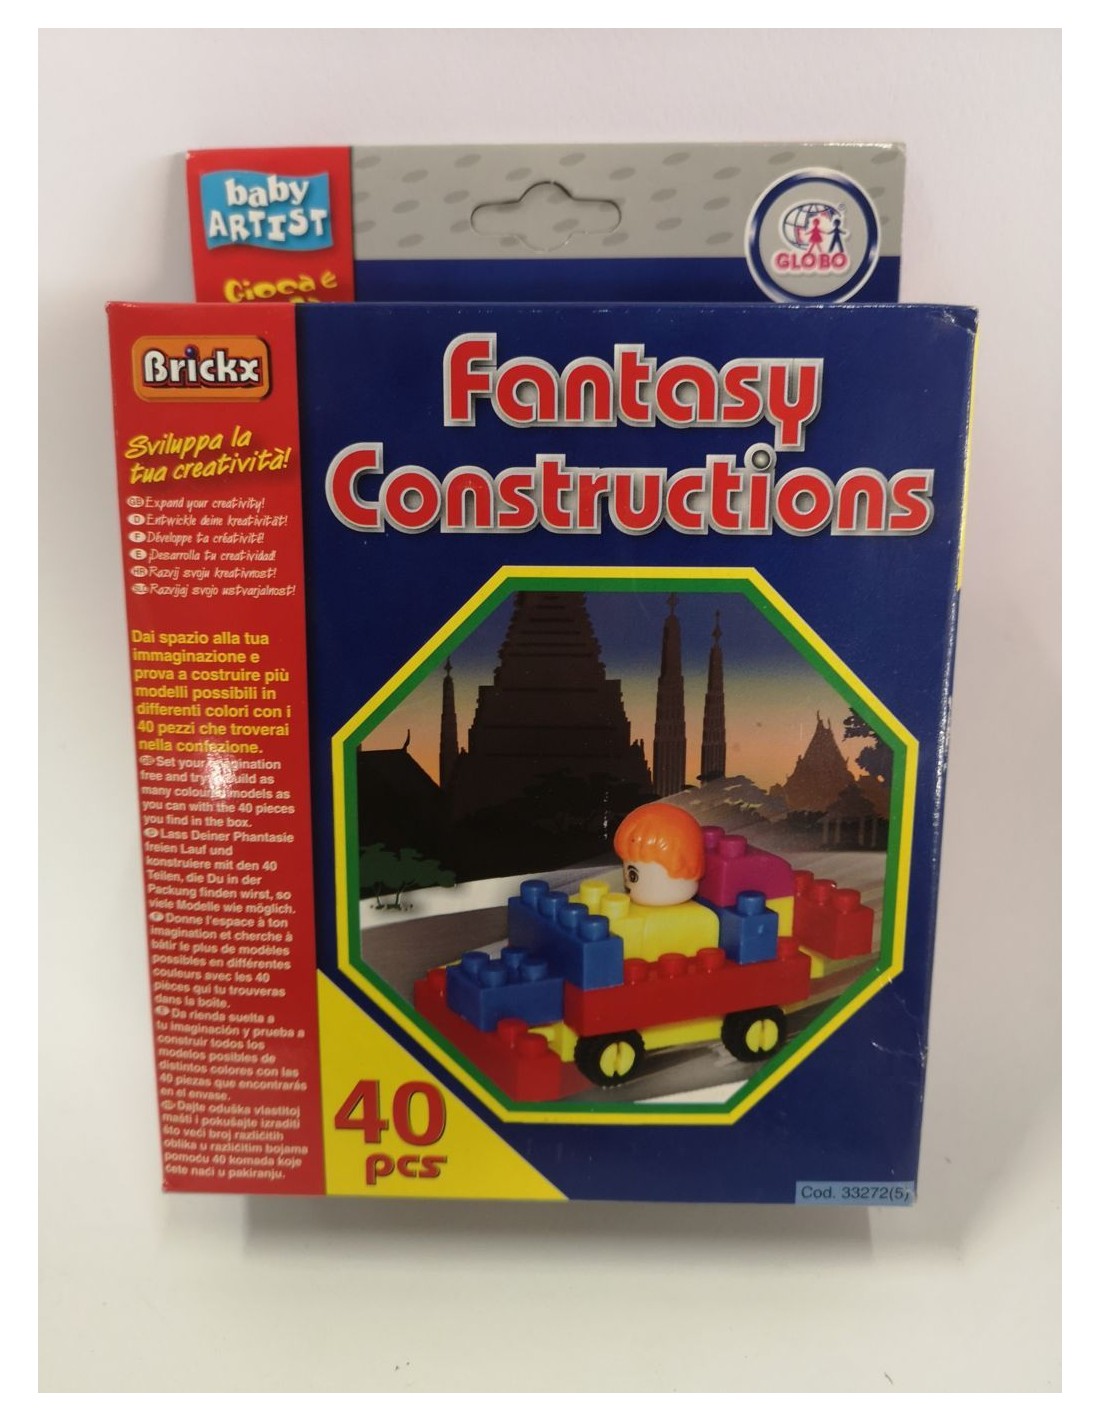 baby
ARTIST
Gioca e
GLOBO
Brickx
Fantasy
Constructions
Sviluppa la
tua creatività!
GB Expand your creativity!
D Entwickle deine kreativität!
F Développe ta créativité!
E ¡Desarrolla tu creatividad!
HR Razvij svoju kreativnost!
SLO Razvijaj svojo ustvarjalnost!
Dai spazio alla tua
immaginazione e
prova a costruire più
modelli possibili in
differenti colori con i
40 pezzi che troverai
nella confezione.
GB Set your imagination
free and try build as
many coloured models as
you can with the 40 pieces
you find in the box.
D Lass Deiner Phantasie
freien Lauf und
konstruiere mit den 40
Teilen, die Du in der
Packung finden wirst, so
viele Modelle wie möglich.
F Donne l'espace à ton
imagination et cherche à
bâtir le plus de modèles
possibles en différentes
couleurs avec les 40
pièces qui tu trouveras
dans la boîte.
E Da rienda suelta a
tu imaginación y prueba a
construir todos los
modelos posibles de
distintos colores con las
40 piezas que encontrarás
en el envase.
HR Dajte oduška vlastitoj
mašti i pokušajte izraditi
što veći broj različitih
oblika u različitim bojama
pomoću 40 komada koje
ćete naći u pakiranju.
40
pcs
Cod. 33272(5)